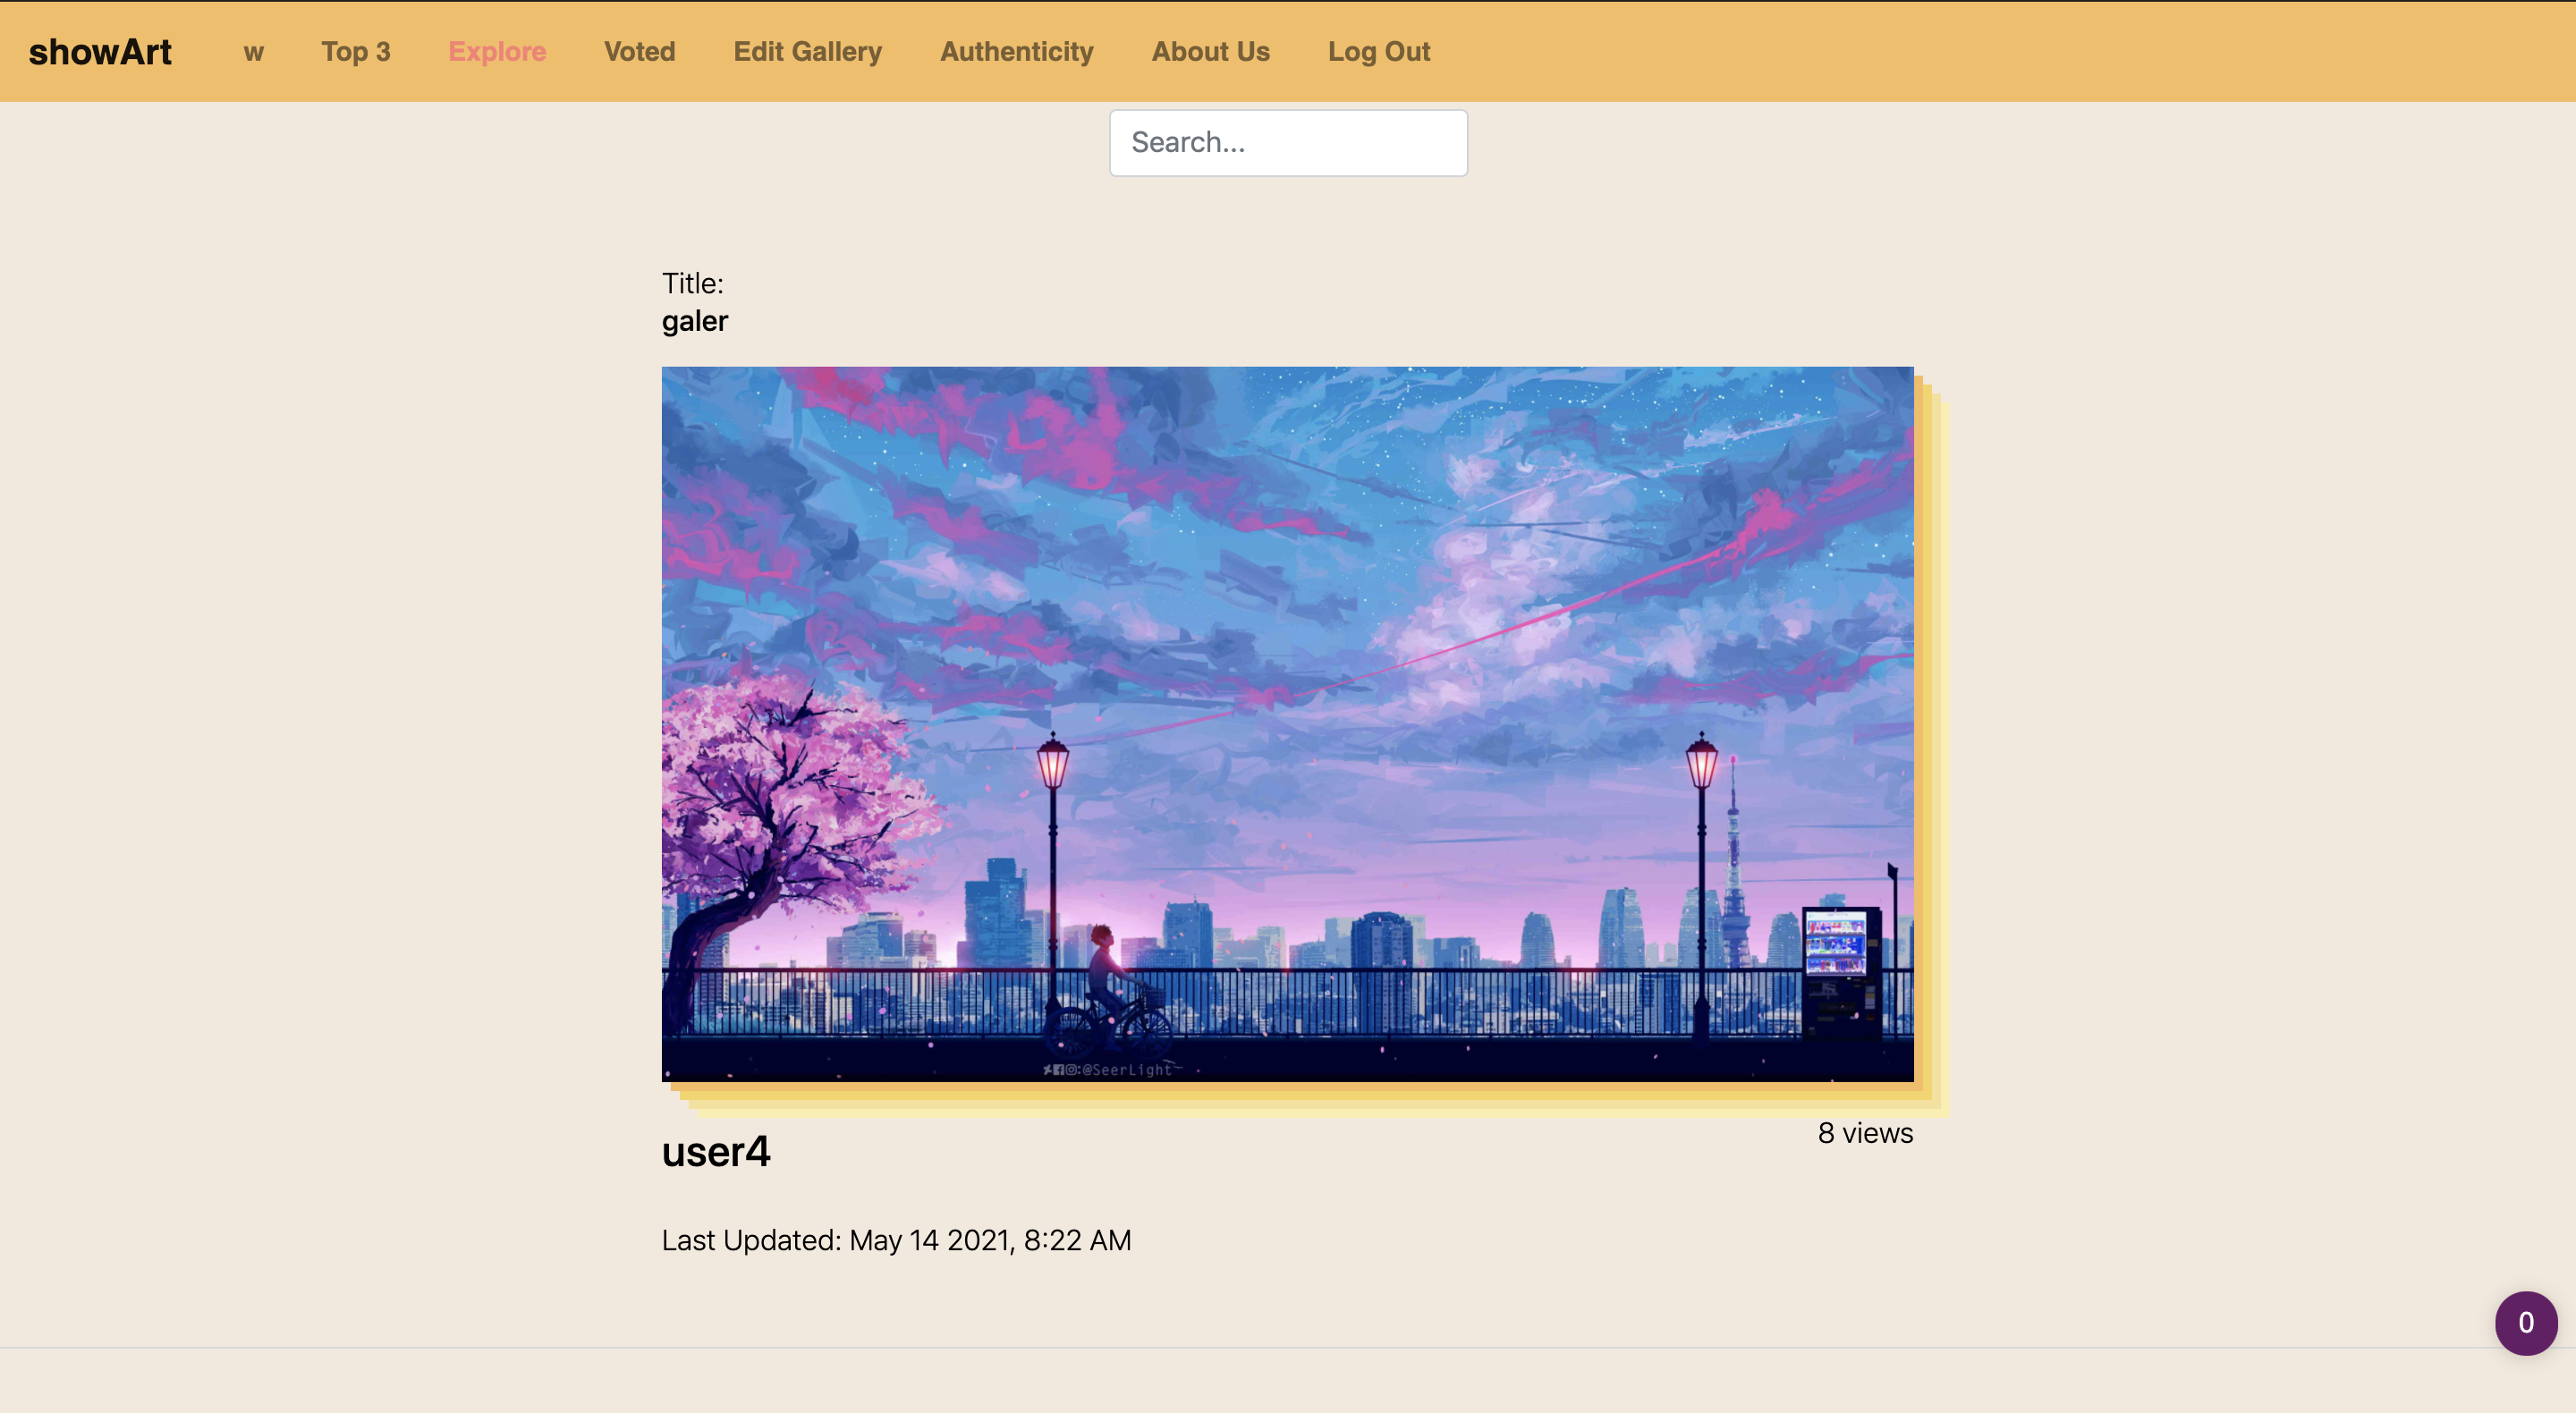 showArt w Top 3 Explore Voted Edit Gallery Authenticity About Us Log Out
Search...
Title:
galer
:@SeerLight
user4
8 views
Last Updated: May 14 2021, 8:22 AM
0